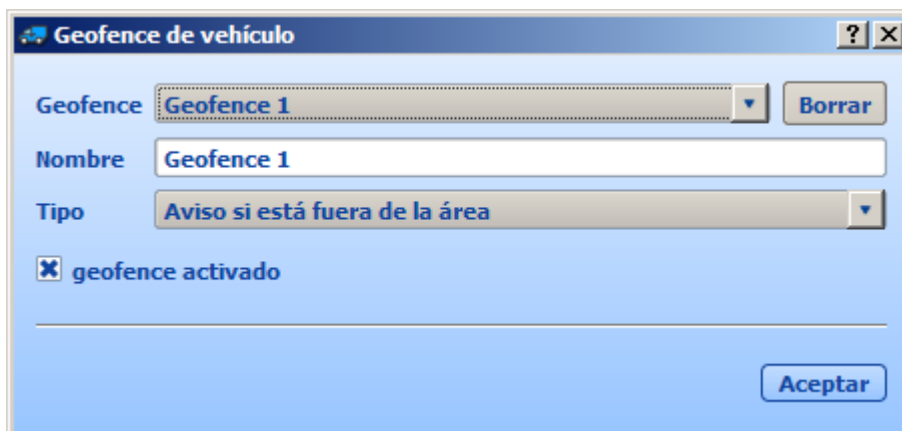 Geofence de vehículo
Geofence Geofence 1 Borrar
Nombre Geofence 1
Tipo Aviso si está fuera de la área
geofence activado
Aceptar